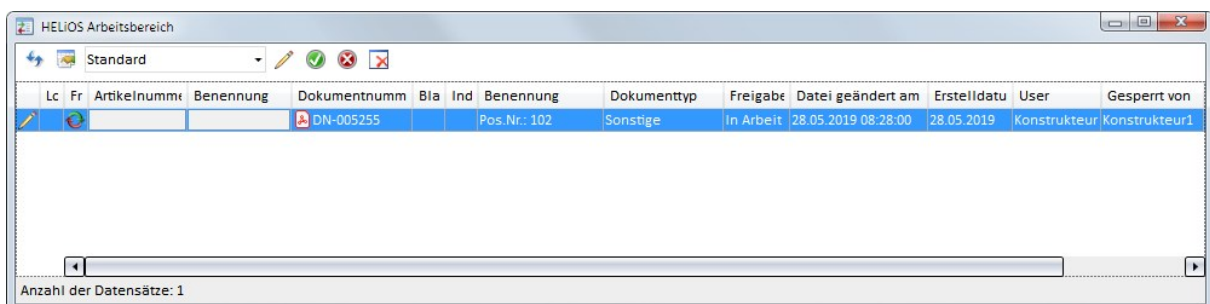 HELiOS Arbeitsbereich
Standard
Lc Fr Artikelnumme Benennung Dokumentnumm Bla Ind Benennung Dokumenttyp Freigabe Datei geändert am Erstelldatu User Gesperrt von
DN-005255 Pos.Nr.: 102 Sonstige In Arbeit 28.05.2019 08:28:00 28.05.2019 Konstrukteur Konstrukteur1
Anzahl der Datensätze: 1